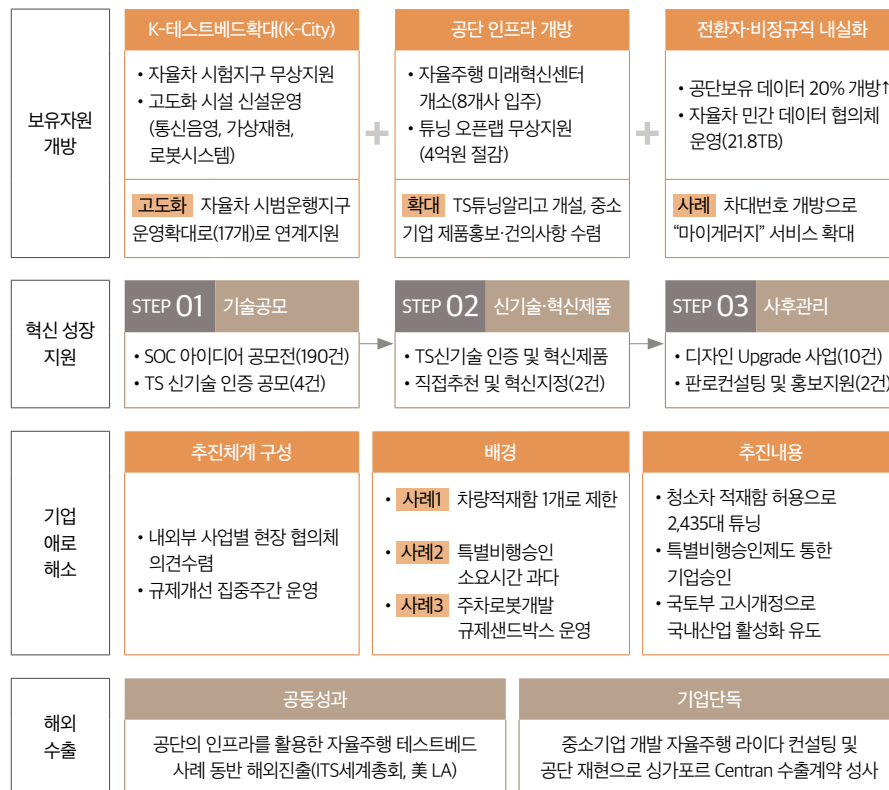 보유자원
개방
K-테스트베드확대(K-City)
• 자율차 시험지구 무상지원
• 고도화 시설 신설운영
(통신음영, 가상재현,
로봇시스템)
고도화 자율차 시범운행지구
운영확대로(17개)로 연계지원
+
공단 인프라 개방
• 자율주행 미래혁신센터
개소(8개사 입주)
• 튜닝 오픈랩 무상지원
(4억원 절감)
확대 TS튜닝알리고 개설, 중소
기업 제품홍보·건의사항 수렴
+
전환자·비정규직 내실화
• 공단보유 데이터 20% 개방↑
• 자율차 민간 데이터 협의체
운영(21.8TB)
사례 차대번호 개방으로
“마이게러지” 서비스 확대
혁신 성장
지원
STEP 01 기술공모
• SOC 아이디어 공모전(190건)
• TS 신기술 인증 공모(4건)
STEP 02 신기술·혁신제품
• TS신기술 인증 및 혁신제품
• 직접추천 및 혁신지정(2건)
STEP 03 사후관리
• 디자인 Upgrade 사업(10건)
• 판로컨설팅 및 홍보지원(2건)
기업
애로
해소
추진체계 구성
• 내외부 사업별 현장 협의체
의견수렴
• 규제개선 집중주간 운영
배경
• 사례1 차량적재함 1개로 제한
• 사례2 특별비행승인
소요시간 과다
• 사례3 주차로봇개발
규제샌드박스 운영
추진내용
• 청소차 적재함 허용으로
2,435대 튜닝
• 특별비행승인제도 통한
기업승인
• 국토부 고시개정으로
국내산업 활성화 유도
해외
수출
공동성과
공단의 인프라를 활용한 자율주행 테스트베드
사례 동반 해외진출(ITS세계총회, 美 LA)
기업단독
중소기업 개발 자율주행 라이다 컨설팅 및
공단 재현으로 싱가포르 Centran 수출계약 성사